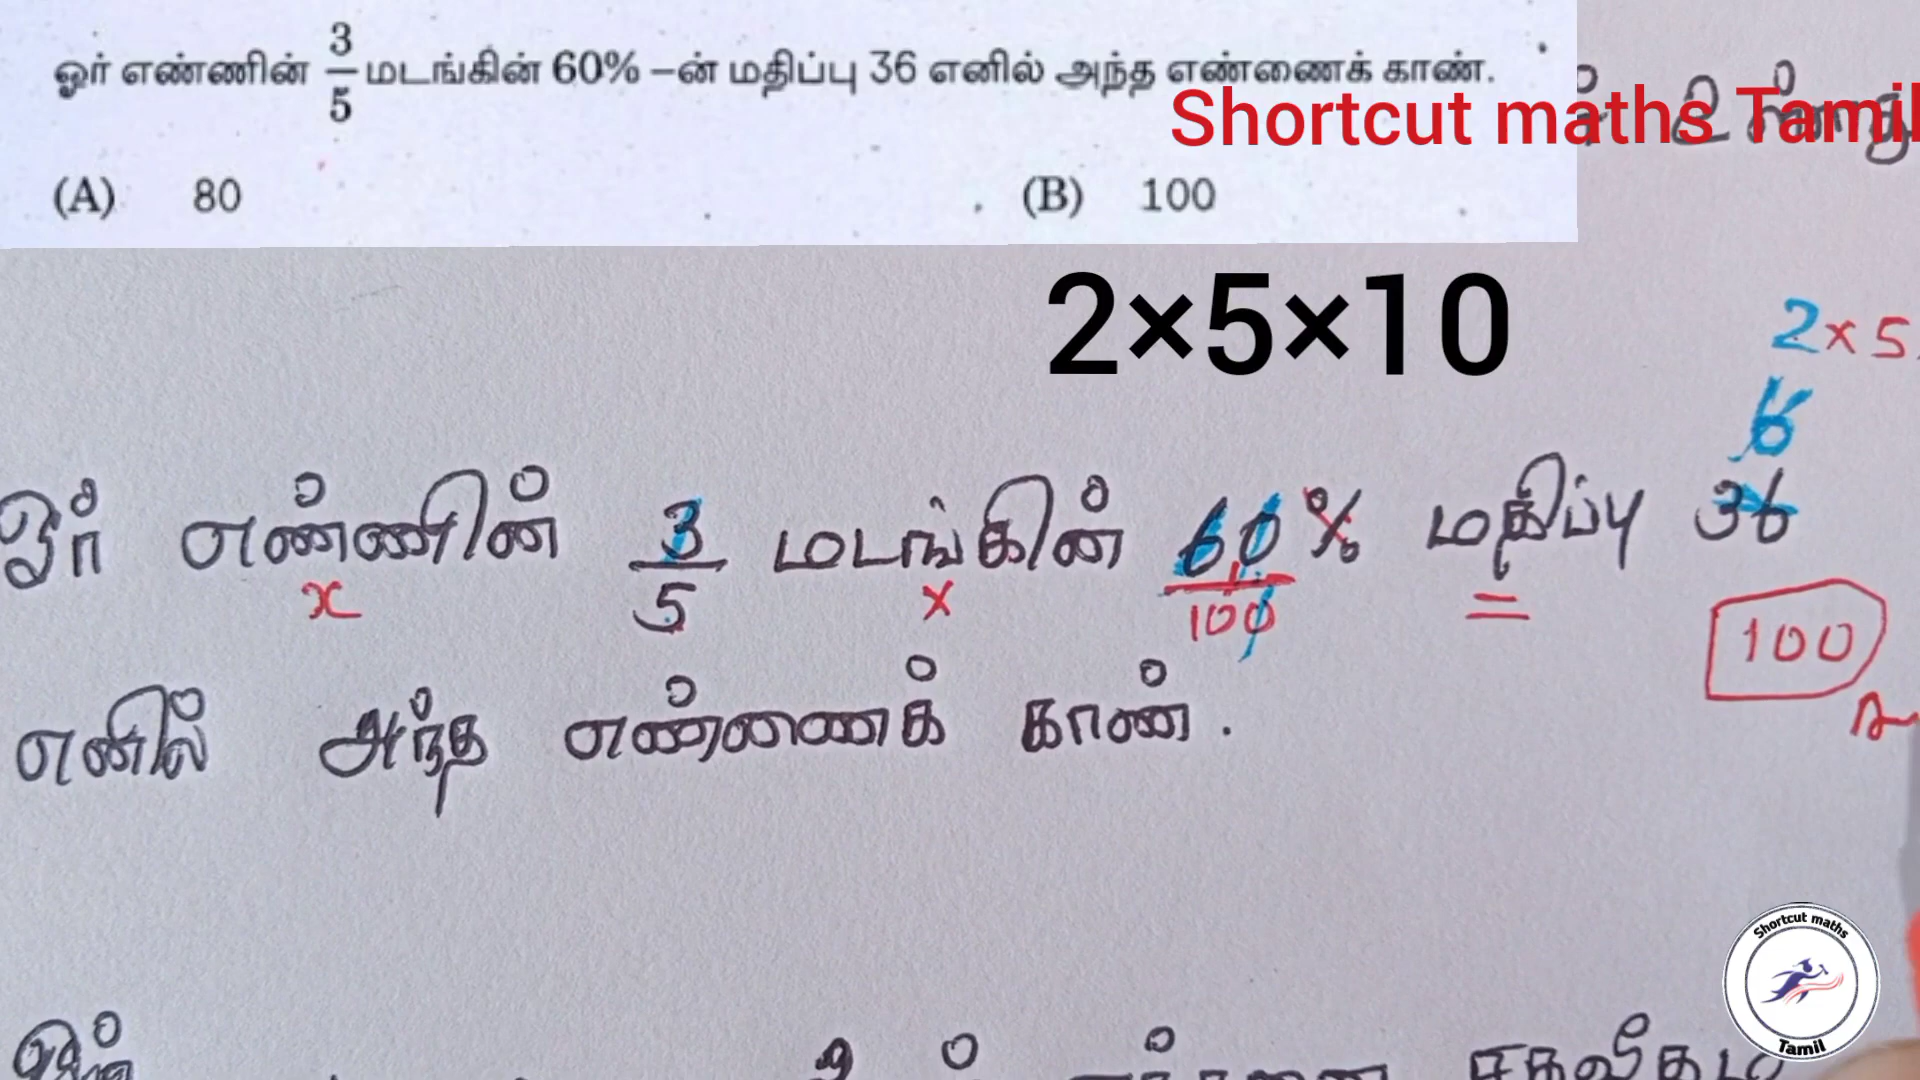 ஓர் எண்ணின் 3/5 மடங்கின் 60% –ன் மதிப்பு 36 எனில் அந்த எண்ணைக் காண்.
Shortcut maths Tamil
(A) 80 (B) 100
2×5×10
2×5
6
ஓர் எண்ணின் 3/5 மடங்கின் 60% மதிப்பு 36
x × 100 =
100
எனில் அந்த எண்ணைக் காண்.
Shortcut maths
Tamil